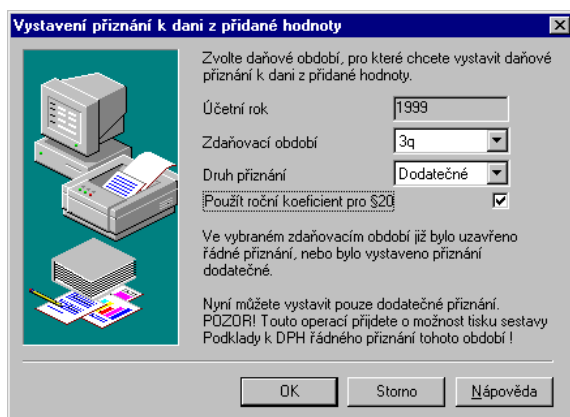 Vystavení přiznání k dani z přidané hodnoty
Zvolte daňové období, pro které chcete vystavit daňové
přiznání k dani z přidané hodnoty.
Účetní rok 1999
Zdaňovací období 3q
Druh přiznání Dodatečné
Použít roční koeficient pro §20
Ve vybraném zdaňovacím období již bylo uzavřeno
řádné přiznání, nebo bylo vystaveno přiznání
dodatečné.
Nyní můžete vystavit pouze dodatečné přiznání.
POZOR! Touto operací přijdete o možnost tisku sestavy
Podklady k DPH řádného přiznání tohoto období !
OK Storno Nápověda